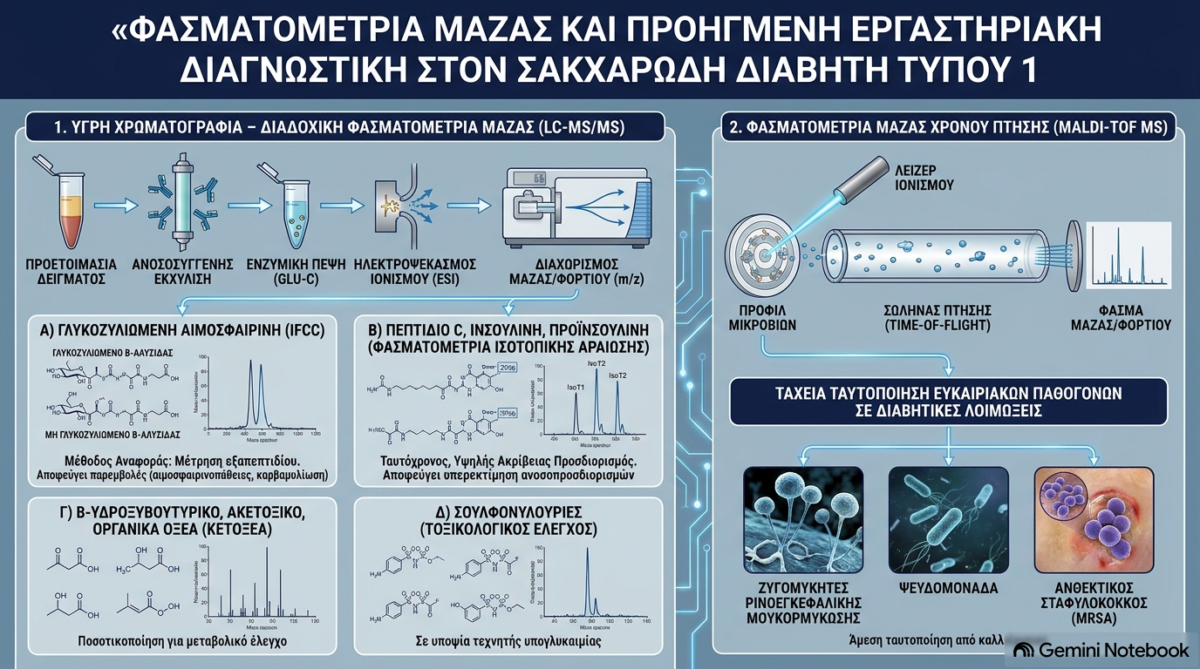 «ΦΑΣΜΑΤΟΜΕΤΡΙΑ ΜΑΖΑΣ ΚΑΙ ΠΡΟΗΓΜΕΝΗ ΕΡΓΑΣΤΗΡΙΑΚΗ
ΔΙΑΓΝΩΣΤΙΚΗ ΣΤΟΝ ΣΑΚΧΑΡΩΔΗ ΔΙΑΒΗΤΗ ΤΥΠΟΥ 1
1. ΥΓΡΗ ΧΡΩΜΑΤΟΓΡΑΦΙΑ – ΔΙΑΔΟΧΙΚΗ ΦΑΣΜΑΤΟΜΕΤΡΙΑ ΜΑΖΑΣ (LC-MS/MS)
ΠΡΟΕΤΟΙΜΑΣΙΑ
ΔΕΙΓΜΑΤΟΣ
ΑΝΟΣΟΣΥΓΓΕΝΗΣ
ΕΚΧΥΛΙΣΗ
ΕΝΖΥΜΙΚΗ ΠΕΨΗ
(GLU-C)
ΗΛΕΚΤΡΟΨΕΚΑΣΜΟΣ
ΙΟΝΙΣΜΟΥ (ESI)
ΔΙΑΧΩΡΙΣΜΟΣ
ΜΑΖΑΣ/ΦΟΡΤΙΟΥ (m/z)
Α) ΓΛΥΚΟΖΥΛΙΩΜΕΝΗ ΑΙΜΟΣΦΑΙΡΙΝΗ (IFCC)
ΓΛΥΚΟΖΥΛΙΩΜΕΝΟ Β-ΑΛΥΣΙΔΑΣ
ΜΗ ΓΛΥΚΟΖΥΛΙΩΜΕΝΟ Β-ΑΛΥΣΙΔΑΣ
Μέθοδος Αναφοράς: Μέτρηση εξαπεπτιδίου.
Αποφεύγει παρεμβολές (αιμοσφαιρινοπάθειες, καρβαμυλίωση)
Β) ΠΕΠΤΙΔΙΟ C, ΙΝΣΟΥΛΙΝΗ, ΠΡΟΪΝΣΟΥΛΙΝΗ
(ΦΑΣΜΑΤΟΜΕΤΡΙΑ ΙΣΟΤΟΠΙΚΗΣ ΑΡΑΙΩΣΗΣ)
IsoT1
IsoT2
IsoT2
Ταυτόχρονος, Υψηλής Ακρίβειας Προσδιορισμός.
Αποφεύγει υπερεκτίμηση ανοσοπροσδιορισμών
Γ) Β-ΥΔΡΟΞΥΒΟΥΤΥΡΙΚΟ, ΑΚΕΤΟΞΙΚΟ,
ΟΡΓΑΝΙΚΑ ΟΞΕΑ (ΚΕΤΟΞΕΑ)
Ποσοτικοποίηση για μεταβολικό έλεγχο
Δ) ΣΟΥΛΦΟΝΥΛΟΥΡΙΕΣ
(ΤΟΞΙΚΟΛΟΓΙΚΟΣ ΕΛΕΓΧΟΣ)
Σε υποψία τεχνητής υπογλυκαιμίας
2. ΦΑΣΜΑΤΟΜΕΤΡΙΑ ΜΑΖΑΣ ΧΡΟΝΟΥ ΠΤΗΣΗΣ (MALDI-TOF MS)
ΛΕΙΖΕΡ
ΙΟΝΙΣΜΟΥ
ΠΡΟΦΙΛ
ΜΙΚΡΟΒΙΩΝ
ΣΩΛΗΝΑΣ ΠΤΗΣΗΣ
(TIME-OF-FLIGHT)
ΦΑΣΜΑ
ΜΑΖΑΣ/ΦΟΡΤΙΟΥ
ΤΑΧΕΙΑ ΤΑΥΤΟΠΟΙΗΣΗ ΕΥΚΑΙΡΙΑΚΩΝ ΠΑΘΟΓΟΝΩΝ
ΣΕ ΔΙΑΒΗΤΙΚΕΣ ΛΟΙΜΩΞΕΙΣ
ΖΥΓΟΜΥΚΗΤΕΣ
ΡΙΝΟΕΓΚΕΦΑΛΙΚΗΣ
ΜΟΥΚΟΡΜΥΚΩΣΗΣ
ΨΕΥΔΟΜΟΝΑΔΑ
ΑΝΘΕΚΤΙΚΟΣ
ΣΤΑΦΥΛΟΚΟΚΚΟΣ
(MRSA)
Άμεση ταυτοποίηση από
Gemini Notebook